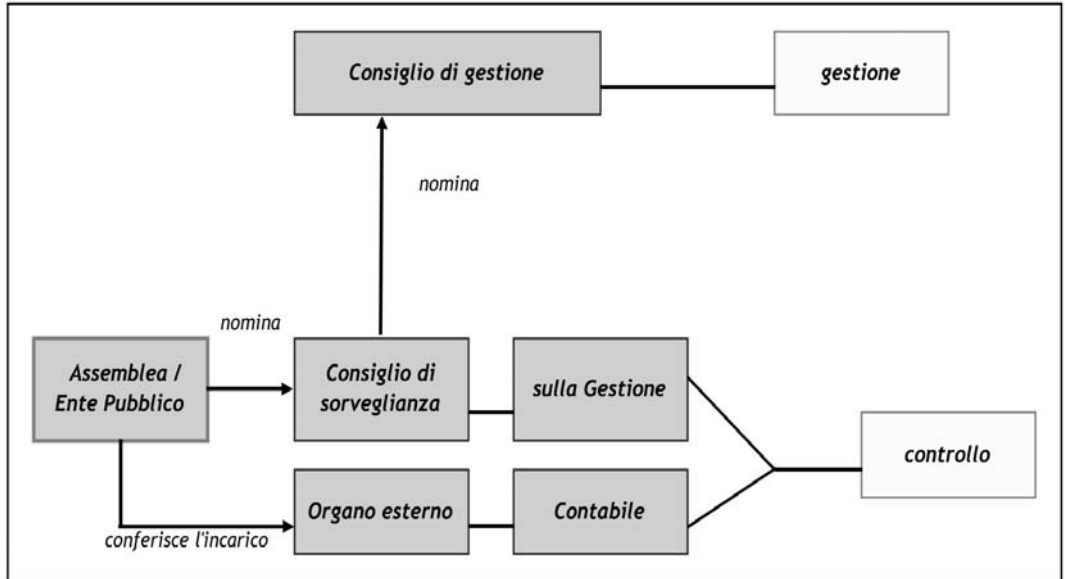 Consiglio di gestione
gestione
nomina
nomina
Assemblea /
Ente Pubblico
Consiglio di
sorveglianza
sulla Gestione
controllo
Organo esterno
Contabile
conferisce l'incarico